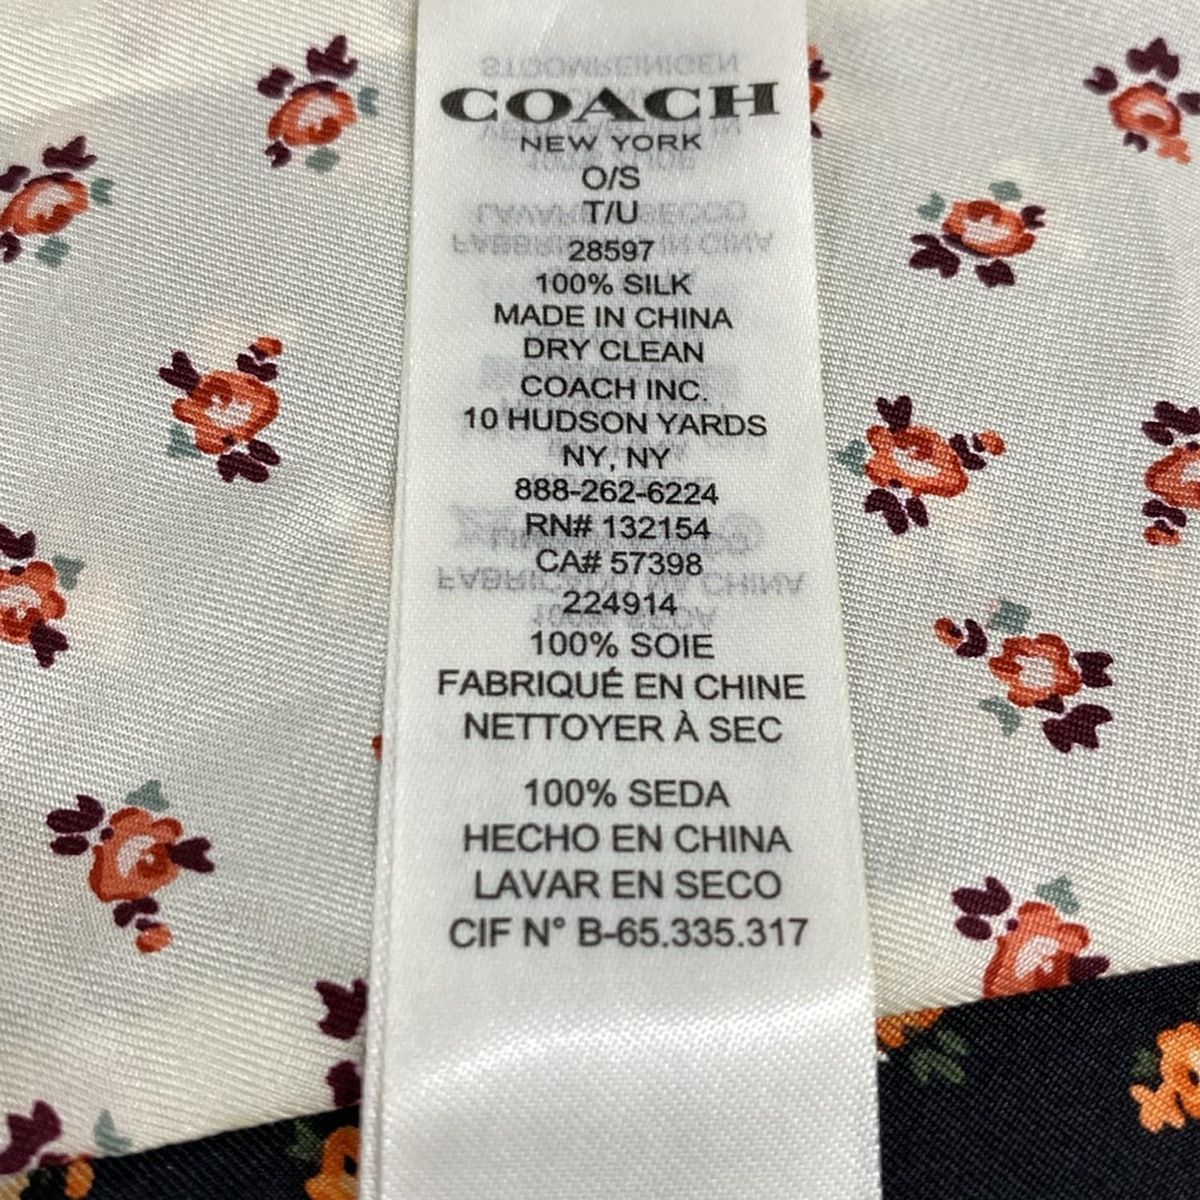 COACH
NEW YORK
O/S
T/U
28597
100% SILK
MADE IN CHINA
DRY CLEAN
COACH INC.
10 HUDSON YARDS
NY, NY
888-262-6224
RN# 132154
CA# 57398
224914
100% SOIE
FABRIQUÉ EN CHINE
NETTOYER À SEC
100% SEDA
HECHO EN CHINA
LAVAR EN SECO
CIF N° B-65.335.317